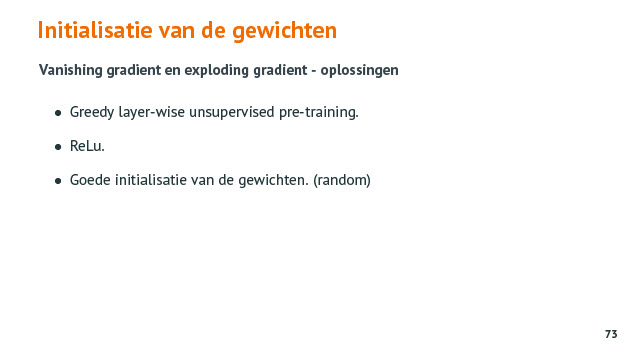 Initialisatie van de gewichten
Vanishing gradient en exploding gradient - oplossingen
● Greedy layer-wise unsupervised pre-training.
● ReLu.
● Goede initialisatie van de gewichten. (random)
73